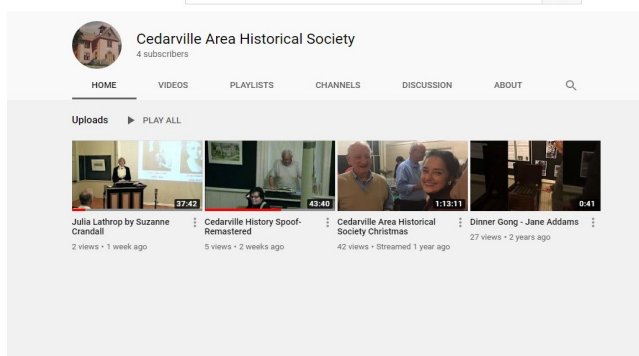 Cedarville Area Historical Society
4 subscribers
HOME VIDEOS PLAYLISTS CHANNELS DISCUSSION ABOUT
Uploads PLAY ALL
37:42 43:40 1:13:11 0:41
Julia Lathrop by Suzanne
Crandall
2 views • 1 week ago
Cedarville History Spoof-
Remastered
5 views • 2 weeks ago
Cedarville Area Historical
Society Christmas
42 views • Streamed 1 year ago
Dinner Gong - Jane Addams
27 views • 2 years ago